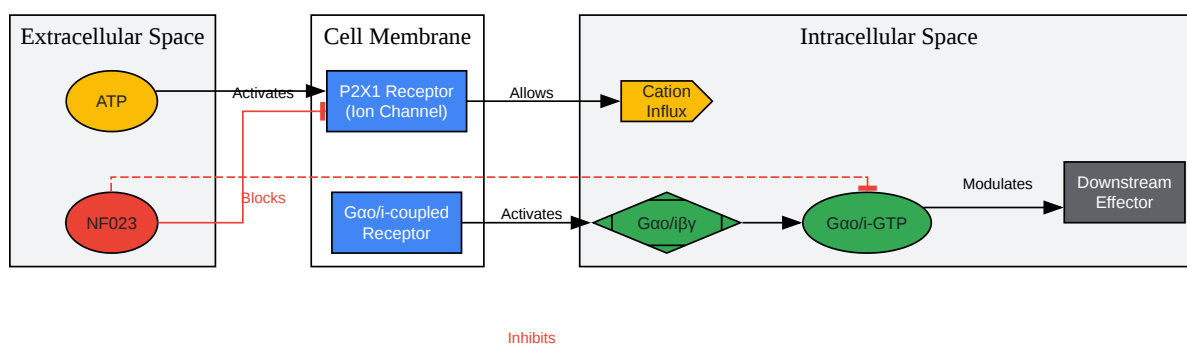 Extracellular Space
Cell Membrane
Intracellular Space
ATP
Activates
P2X1 Receptor
(Ion Channel)
Allows
Cation
Influx
NF023
Blocks
Gαo/i-coupled
Receptor
Activates
Gαo/iβγ
Gαo/i-GTP
Modulates
Downstream
Effector
Inhibits